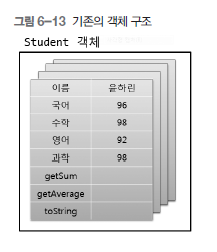 그림 6-13 기존의 객체 구조
Student 객체
이름 윤하린
국어 96
수학 98
영어 92
과학 98
getSum
getAverage
toString